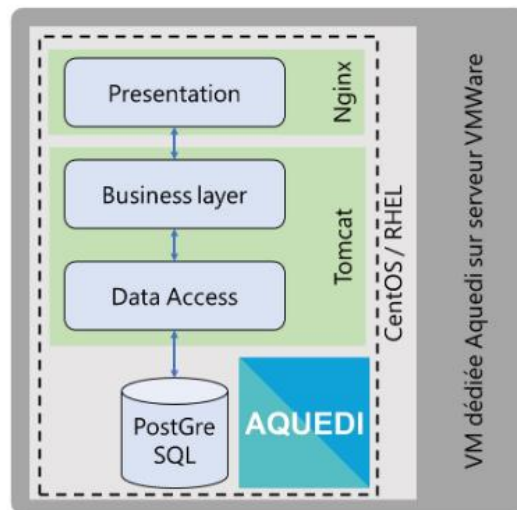 Presentation
Nginx
Business layer
Data Access
Tomcat
PostGre
SQL
AQUEDI
CentOS / RHEL
VM dédiée Aquedi sur serveur VMWare